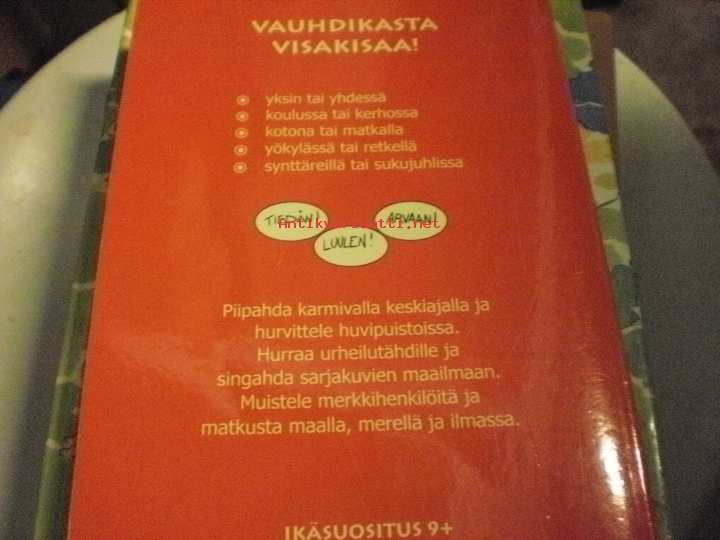 VAUHDIKASTA
VISAKISAA!
yksin tai yhdessä
koulussa tai kerhossa
kotona tai matkalla
yökylässä tai retkellä
synttäreillä tai sukujuhlissa
TIEDÄN!
ARVAAN!
LUULEN!
Piipahda karmivalla keskiajalla ja
hurvittele huvipuistoissa.
Hurraa urheilutähdille ja
singahda sarjakuvien maailmaan.
Muistele merkkihenkilöitä ja
matkusta maalla, merellä ja ilmassa.
IKÄSUOSITUS 9+